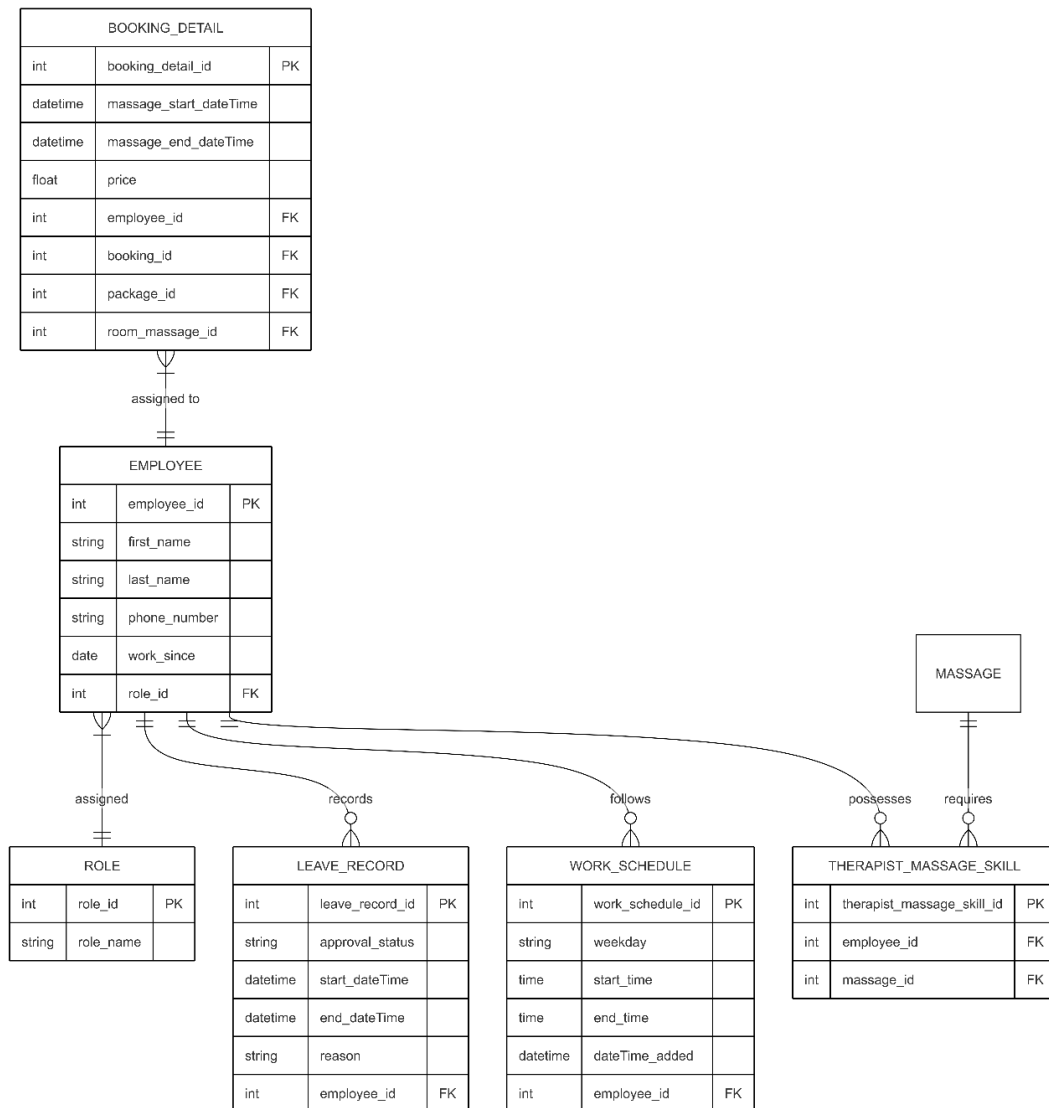 BOOKING_DETAIL
int booking_detail_id PK
datetime massage_start_dateTime
datetime massage_end_dateTime
float price
int employee_id FK
int booking_id FK
int package_id FK
int room_massage_id FK
assigned to
EMPLOYEE
int employee_id PK
string first_name
string last_name
string phone_number
date work_since
int role_id FK
MASSAGE
assigned
records
follows
possesses
requires
ROLE
int role_id PK
string role_name
LEAVE_RECORD
int leave_record_id PK
string approval_status
datetime start_dateTime
datetime end_dateTime
string reason
int employee_id FK
WORK_SCHEDULE
int work_schedule_id PK
string weekday
time start_time
time end_time
datetime dateTime_added
int employee_id FK
THERAPIST_MASSAGE_SKILL
int therapist_massage_skill_id PK
int employee_id FK
int massage_id FK